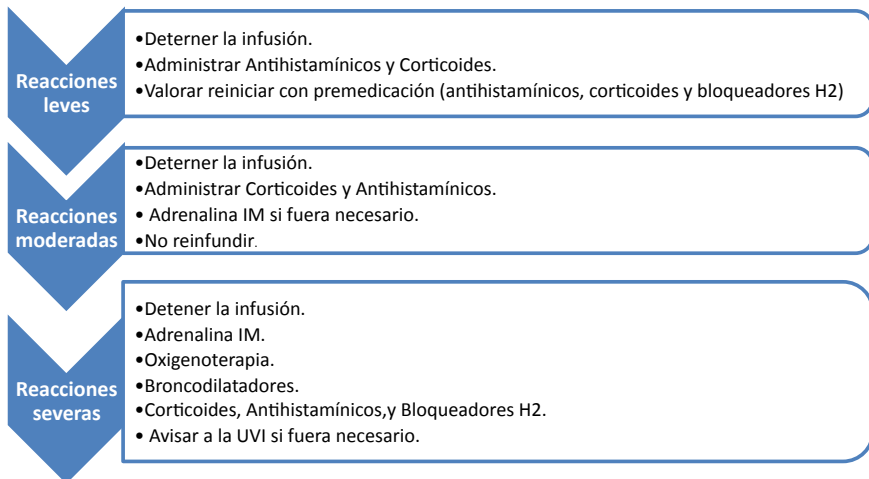 Reacciones
leves
•Deterner la infusión.
•Administrar Antihistamínicos y Corticoides.
•Valorar reiniciar con premedicación (antihistamínicos, corticoides y bloqueadores H2)
Reacciones
moderadas
•Deterner la infusión.
•Administrar Corticoides y Antihistamínicos.
• Adrenalina IM si fuera necesario.
•No reinfundir.
Reacciones
severas
•Detener la infusión.
•Adrenalina IM.
•Oxigenoterapia.
•Broncodilatadores.
•Corticoides, Antihistamínicos,y Bloqueadores H2.
• Avisar a la UVI si fuera necesario.